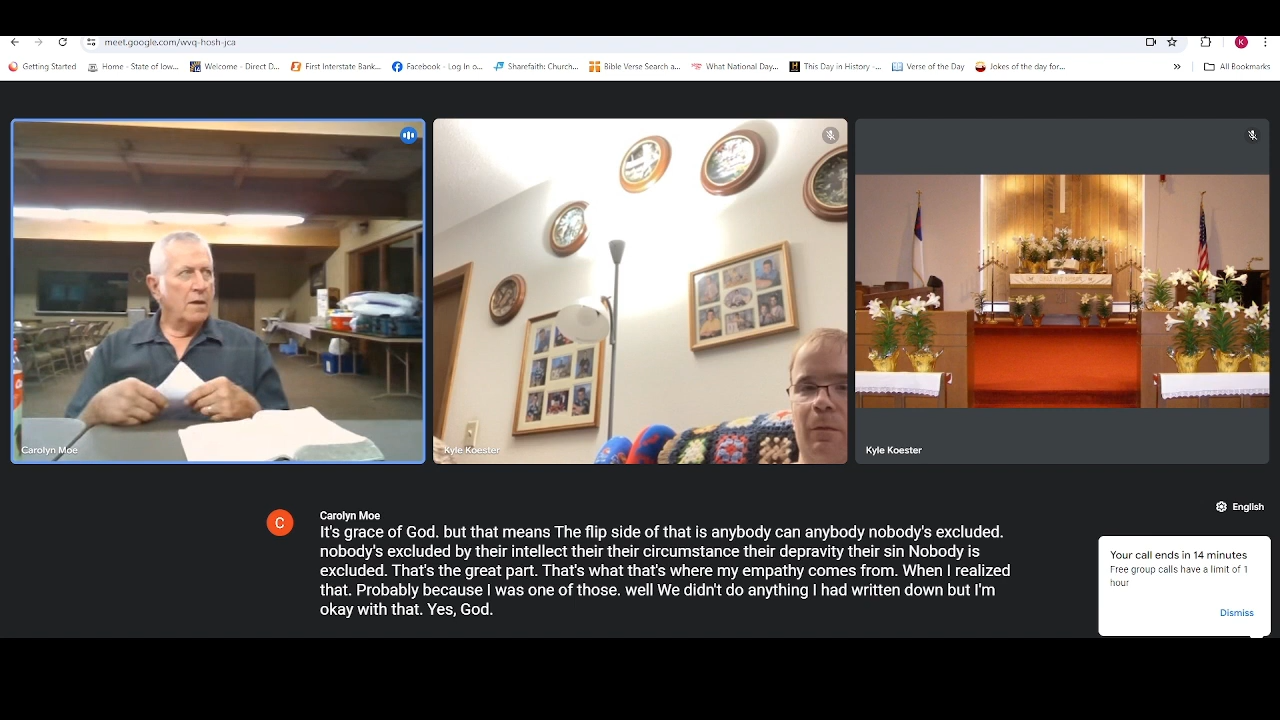 meet.google.com/wvq-hosh-jca
Getting Started
Home - State of Iow...
Welcome - Direct D...
First Interstate Bank...
Facebook - Log In o...
Sharefaith: Church...
Bible Verse Search a...
What National Day...
This Day in History -...
Verse of the Day
Jokes of the day for...
»
All Bookmarks
K
Carolyn Moe
Kyle Koester
Kyle Koester
English
C
Carolyn Moe
It's grace of God. but that means The flip side of that is anybody can anybody nobody's excluded.
nobody's excluded by their intellect their their circumstance their depravity their sin Nobody is
excluded. That's the great part. That's what that's where my empathy comes from. When I realized
that. Probably because I was one of those. well We didn't do anything I had written down but I'm
okay with that. Yes, God.
Your call ends in 14 minutes
Free group calls have a limit of 1
hour
Dismiss